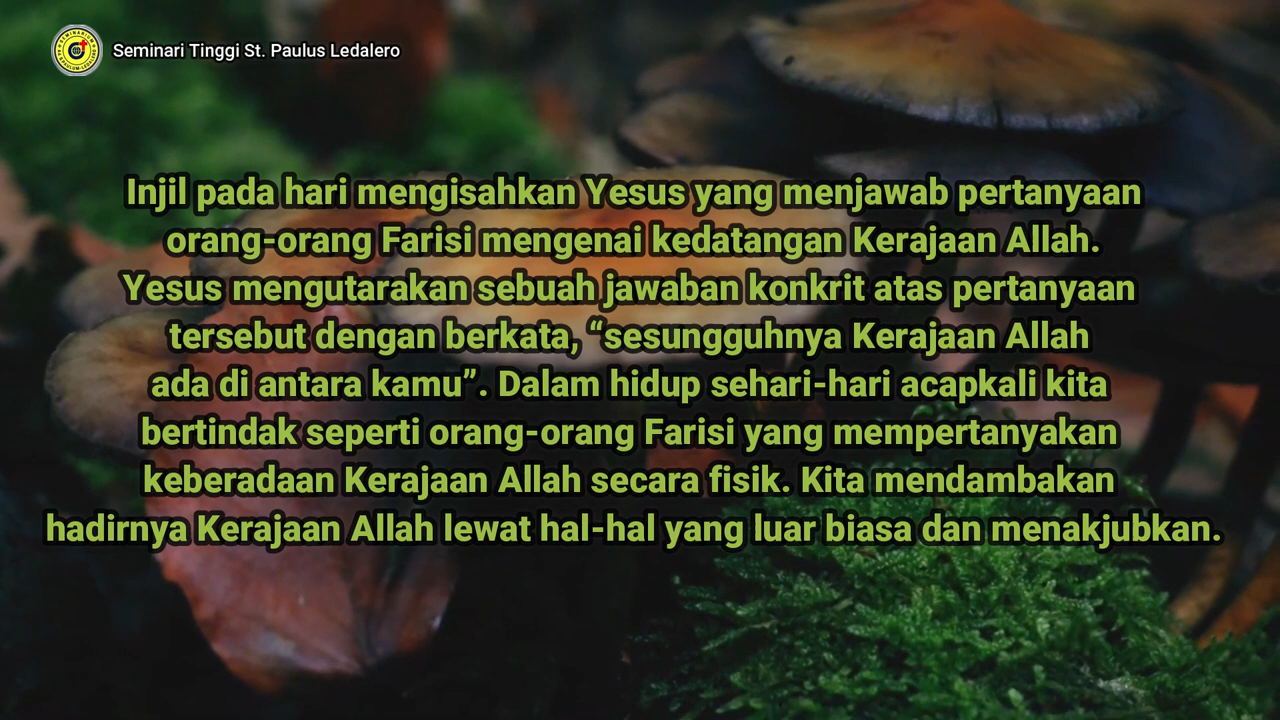 Seminari Tinggi St. Paulus Ledalero
Injil pada hari mengisahkan Yesus yang menjawab pertanyaan
orang-orang Farisi mengenai kedatangan Kerajaan Allah.
Yesus mengutarakan sebuah jawaban konkrit atas pertanyaan
tersebut dengan berkata, “sesungguhnya Kerajaan Allah
ada di antara kamu”. Dalam hidup sehari-hari acapkali kita
bertindak seperti orang-orang Farisi yang mempertanyakan
keberadaan Kerajaan Allah secara fisik. Kita mendambakan
hadirnya Kerajaan Allah lewat hal-hal yang luar biasa dan menakjubkan.